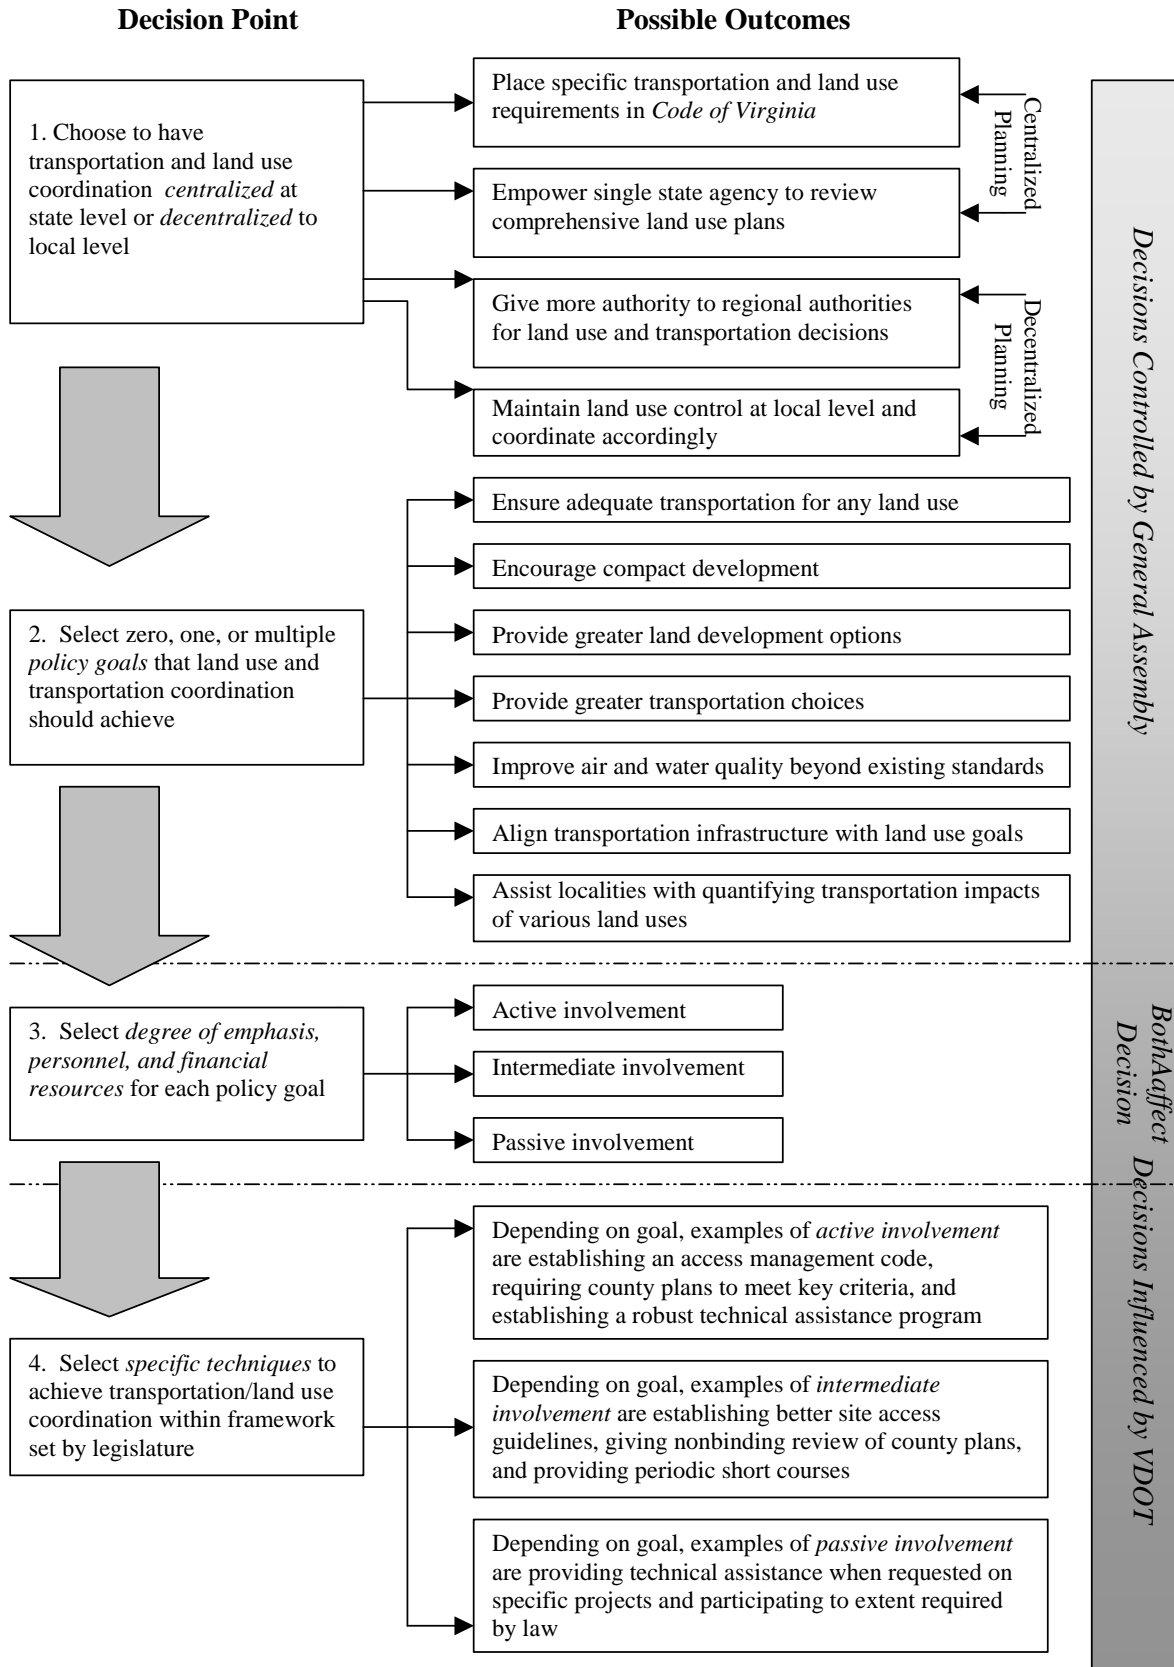 Decision Point
Possible Outcomes
1. Choose to have
transportation and land use
coordination centralized at
state level or decentralized to
local level
Place specific transportation and land use
requirements in Code of Virginia
Empower single state agency to review
comprehensive land use plans
Centralized
Planning
Give more authority to regional authorities
for land use and transportation decisions
Maintain land use control at local level and
coordinate accordingly
Decentralized
Planning
2. Select zero, one, or multiple
policy goals that land use and
transportation coordination
should achieve
Ensure adequate transportation for any land use
Encourage compact development
Provide greater land development options
Provide greater transportation choices
Improve air and water quality beyond existing standards
Align transportation infrastructure with land use goals
Assist localities with quantifying transportation impacts
of various land uses
Decisions Controlled by General Assembly
3. Select degree of emphasis,
personnel, and financial
resources for each policy goal
Active involvement
Intermediate involvement
Passive involvement
BothAaffect
Decision
4. Select specific techniques to
achieve transportation/land use
coordination within framework
set by legislature
Depending on goal, examples of active involvement
are establishing an access management code,
requiring county plans to meet key criteria, and
establishing a robust technical assistance program
Depending on goal, examples of intermediate
involvement are establishing better site access
guidelines, giving nonbinding review of county plans,
and providing periodic short courses
Depending on goal, examples of passive involvement
are providing technical assistance when requested on
specific projects and participating to extent required
by law
Decisions Influenced by VDOT